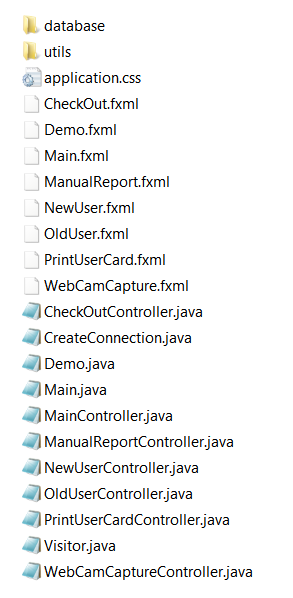 database
utils
application.css
CheckOut.fxml
Demo.fxml
Main.fxml
ManualReport.fxml
NewUser.fxml
OldUser.fxml
PrintUserCard.fxml
WebCamCapture.fxml
CheckOutController.java
CreateConnection.java
Demo.java
Main.java
MainController.java
ManualReportController.java
NewUserController.java
OldUserController.java
PrintUserCardController.java
Visitor.java
WebCamCaptureController.java